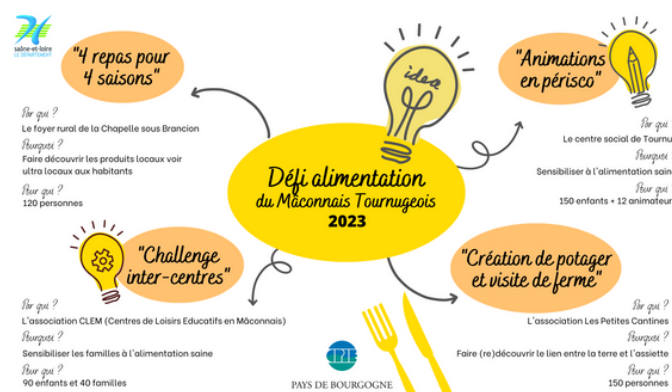 saône-et-loire
LE DÉPARTEMENT
"4 repas pour
4 saisons"
Par qui ?
Le foyer rural de la Chapelle sous Brancion
Pourquoi ?
Faire découvrir les produits locaux voir
ultra locaux aux habitants
Pour qui ?
120 personnes
idea
"Animations
en périsco"
Par qui
Le centre social de Tournu
Pourquoi
Sensibiliser à l'alimentation sain
Pour qui
150 enfants + 12 animateur
Défi alimentation
du Mâconnais Tournugeois
2023
"Challenge
inter-centres"
Par qui ?
L'association CLEM (Centres de Loisirs Educatifs en Mâconnais)
Pourquoi ?
Sensibiliser les familles à l'alimentation saine
Pour qui ?
90 enfants et 40 familles
"Création de potager
et visite de ferme"
Par qui ?
L'association Les Petites Cantines
Pourquoi ?
Faire (re)découvrir le lien entre la terre et l'assiette
Pour qui ?
150 personnes
CPIE
PAYS DE BOURGOGNE